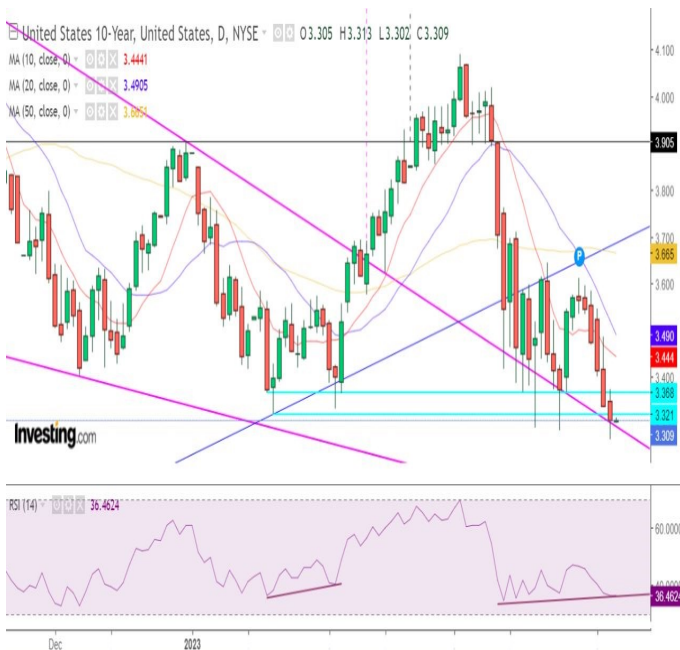 United States 10-Year, United States, D, NYSE O3.305 H3.313 L3.302 C3.309
MA (10, close, 0) 3.4441
MA (20, close, 0) 3.4905
MA (50, close, 0) 3.6651
4.100
4.000
3.905
3.800
3.700
3.665
3.600
P
3.490
3.444
3.400
3.368
3.321
3.309
Investing.com
RSI (14) 36.4624
60.0000
40.0000
36.4624
Dec
2023